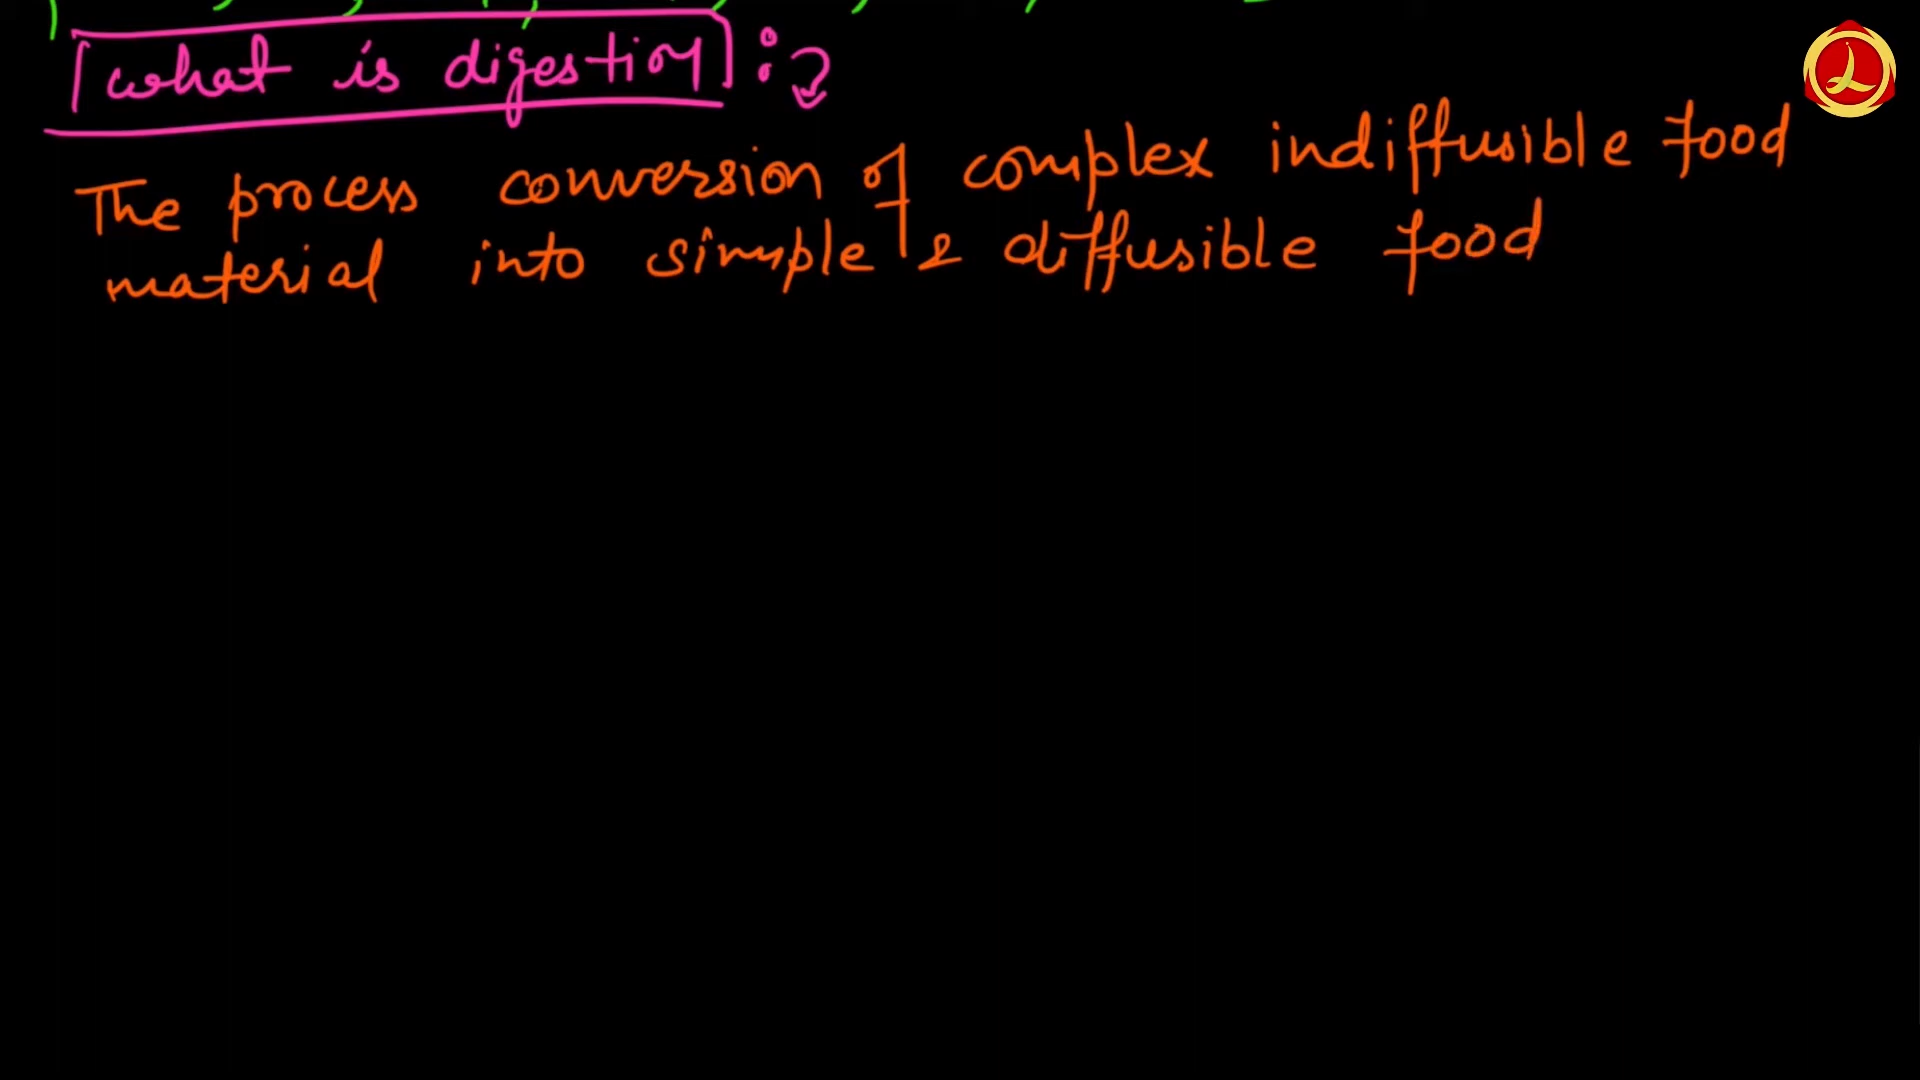 what is digestion :?
The process conversion of complex indiffusible food
material into simple & diffusible food